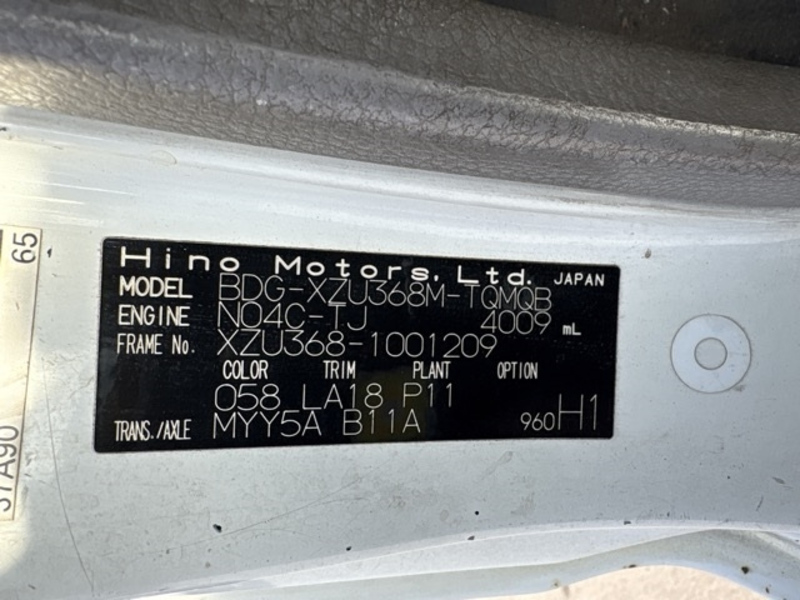 Hino Motors, Ltd. JAPAN
MODEL BDG-XZU368M-TQMQB
ENGINE N04C-TJ 4009 mL
FRAME No. XZU368-1001209
COLOR TRIM PLANT OPTION
058 LA18 P11
TRANS./AXLE MYY5A B11A 960 H1
65